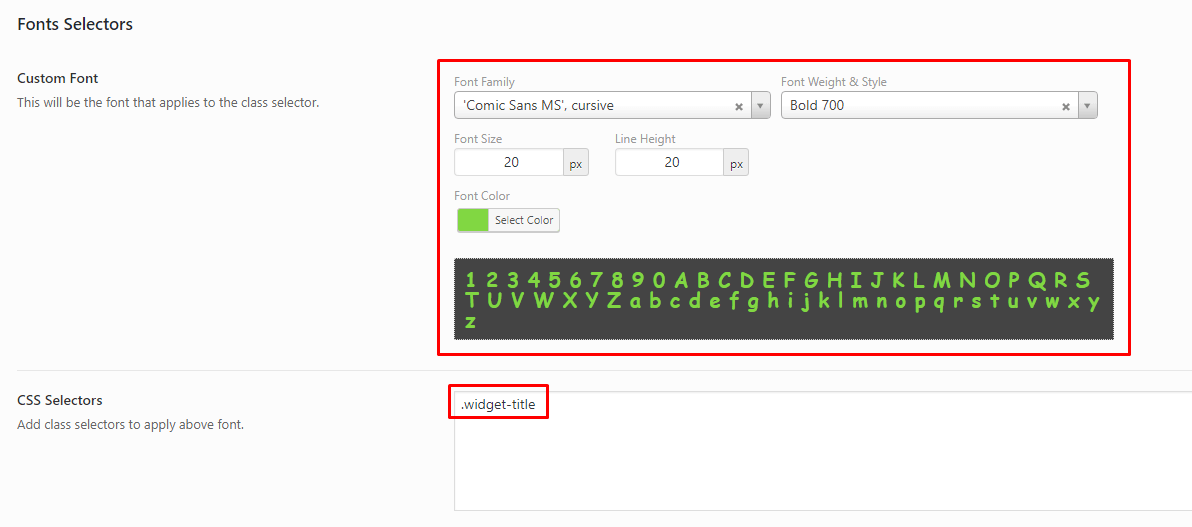 Fonts Selectors
Custom Font
This will be the font that applies to the class selector.
Font Family
Font Weight & Style
'Comic Sans MS', cursive
Bold 700
Font Size
Line Height
20 px
20 px
Font Color
Select Color
1 2 3 4 5 6 7 8 9 0 A B C D E F G H I J K L M N O P Q R S
T U V W X Y Z a b c d e f g h i j k l m n o p q r s t u v w x y
z
CSS Selectors
Add class selectors to apply above font.
.widget-title